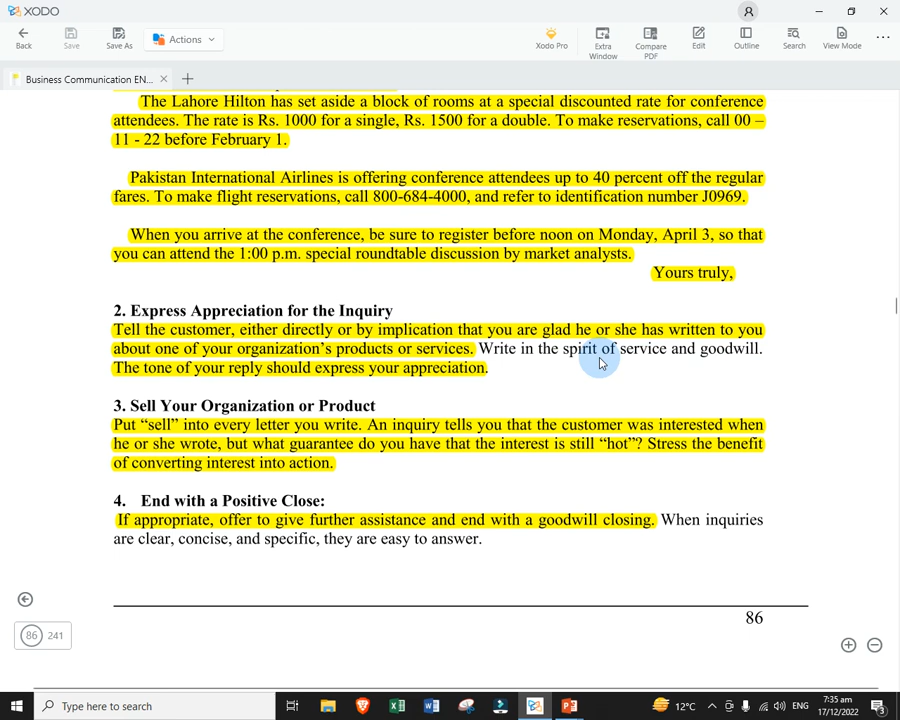 XODO
Back
Save
Save As
Actions
Xodo Pro
Extra Window
Compare PDF
Edit
Outline
Search
View Mode
Business Communication EN...
The Lahore Hilton has set aside a block of rooms at a special discounted rate for conference
attendees. The rate is Rs. 1000 for a single, Rs. 1500 for a double. To make reservations, call 00 –
11 - 22 before February 1.
Pakistan International Airlines is offering conference attendees up to 40 percent off the regular
fares. To make flight reservations, call 800-684-4000, and refer to identification number J0969.
When you arrive at the conference, be sure to register before noon on Monday, April 3, so that
you can attend the 1:00 p.m. special roundtable discussion by market analysts.
Yours truly,
2. Express Appreciation for the Inquiry
Tell the customer, either directly or by implication that you are glad he or she has written to you
about one of your organization’s products or services. Write in the spirit of service and goodwill.
The tone of your reply should express your appreciation.
3. Sell Your Organization or Product
Put “sell” into every letter you write. An inquiry tells you that the customer was interested when
he or she wrote, but what guarantee do you have that the interest is still “hot”? Stress the benefit
of converting interest into action.
4. End with a Positive Close:
If appropriate, offer to give further assistance and end with a goodwill closing. When inquiries
are clear, concise, and specific, they are easy to answer.
86
86 241
Type here to search
12°C
ENG
7:35 am
17/12/2022
3